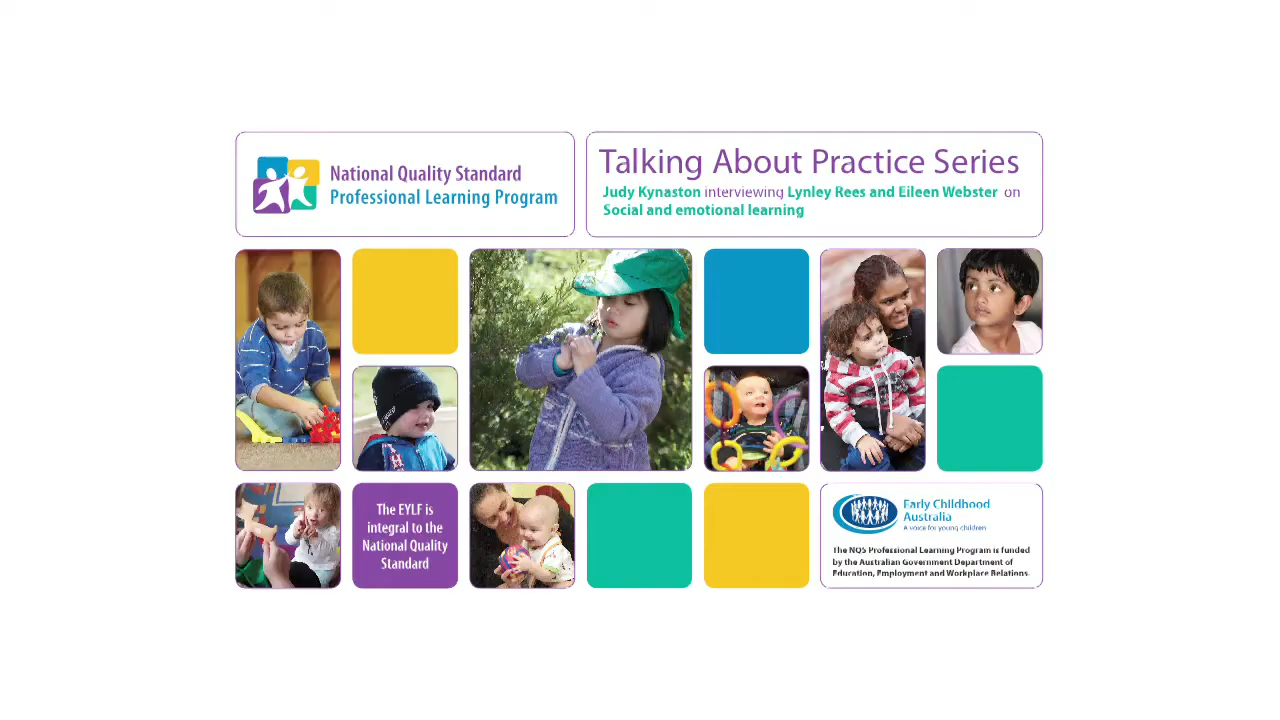 National Quality Standard
Professional Learning Program
Talking About Practice Series
Judy Kynaston interviewing Lynley Rees and Eileen Webster on
Social and emotional learning
The EYLF is
integral to the
National Quality
Standard
Early Childhood
Australia
A voice for young children
The NQS Professional Learning Program is funded
by the Australian Government Department of
Education, Employment and Workplace Relations.